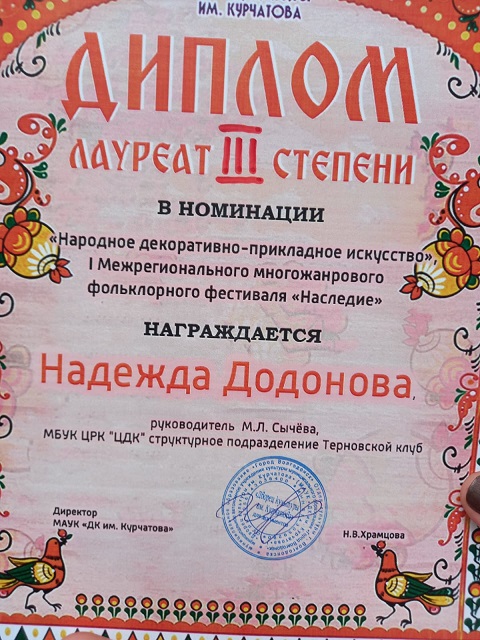 ИМ. КУРЧАТОВА
ДИПЛОМ
ЛАУРЕАТ III СТЕПЕНИ
В НОМИНАЦИИ
«Народное декоративно-прикладное искусство»,
I Межрегионального многожанрового
фольклорного фестиваля «Наследие»
НАГРАЖДАЕТСЯ
Надежда Додонова,
руководитель М.Л. Сычёва,
МБУК ЦРК "ЦДК" структурное подразделение Терновской клуб
Директор
МАУК «ДК им. Курчатова»
Н.В.Храмцова